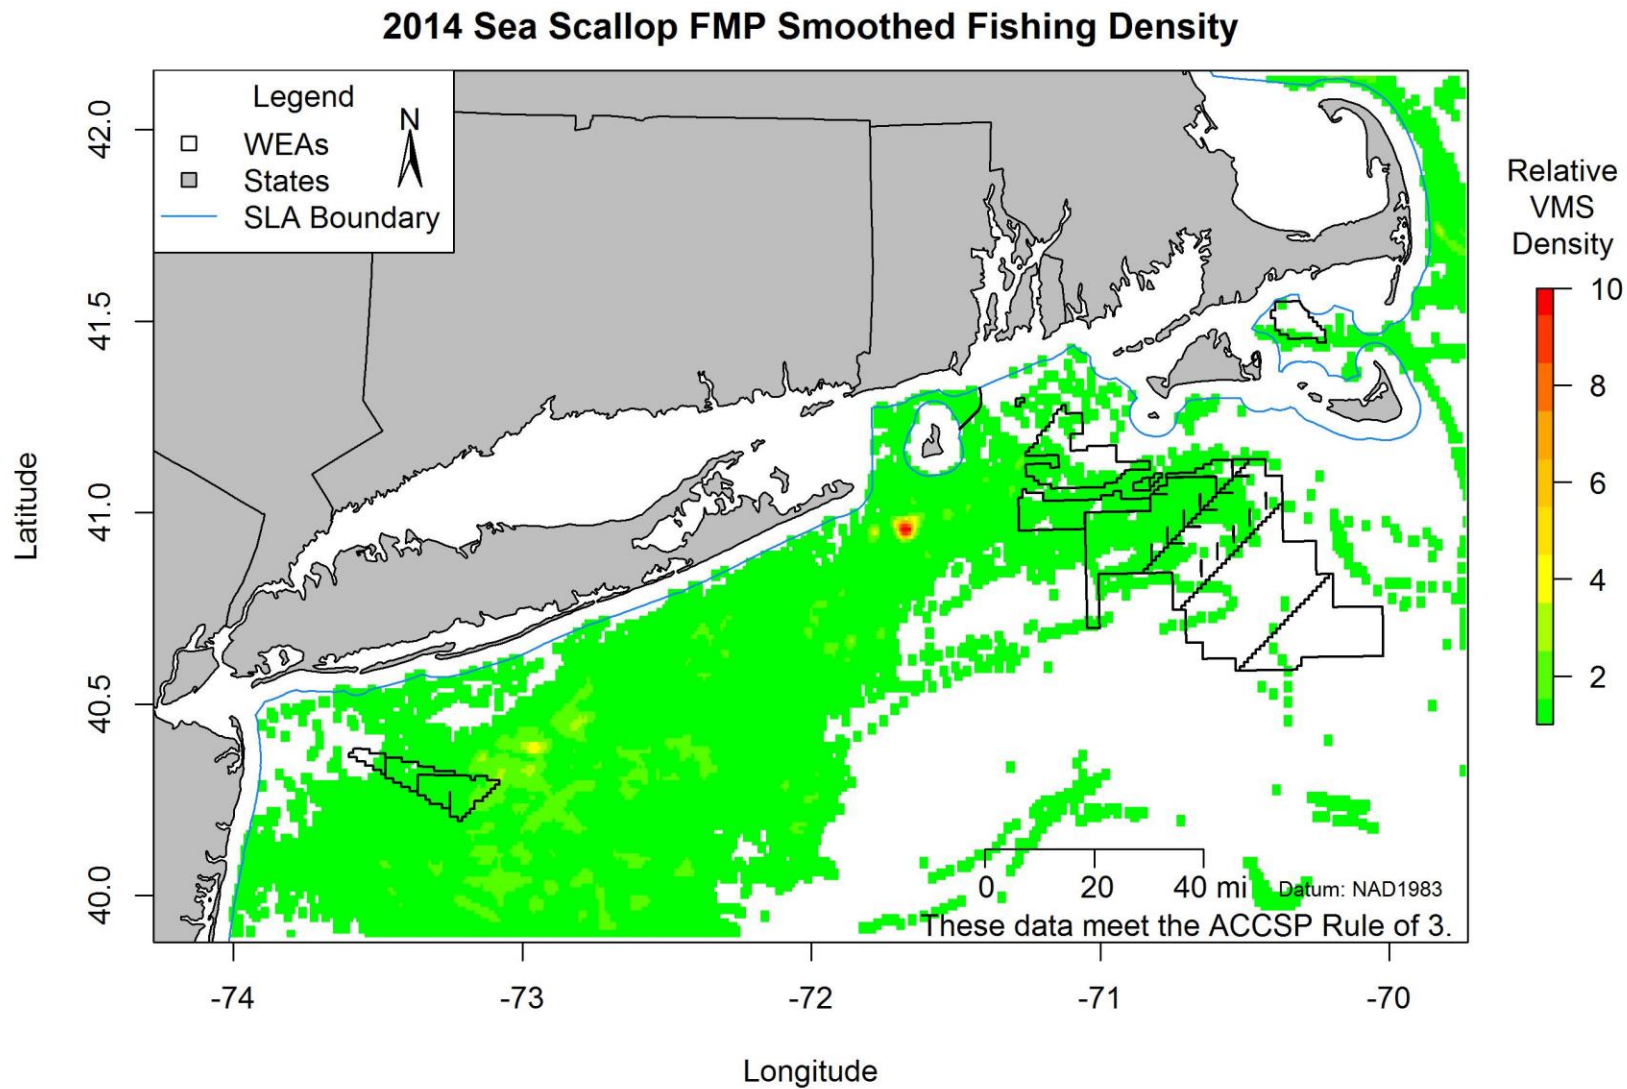 2014 Sea Scallop FMP Smoothed Fishing Density
Legend
N
WEAs
States
SLA Boundary
Relative
VMS
Density
10
8
6
4
2
Latitude
42.0
41.5
41.0
40.5
40.0
0 20 40 mi
Datum: NAD1983
These data meet the ACCSP Rule of 3.
-74 -73 -72 -71 -70
Longitude